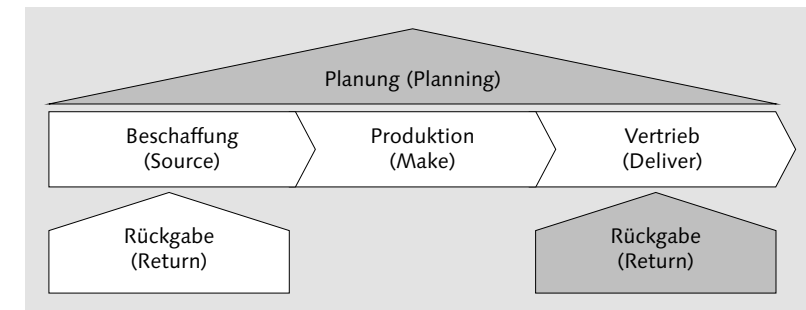 Planung (Planning)
Beschaffung
(Source)
Produktion
(Make)
Vertrieb
(Deliver)
Rückgabe
(Return)
Rückgabe
(Return)